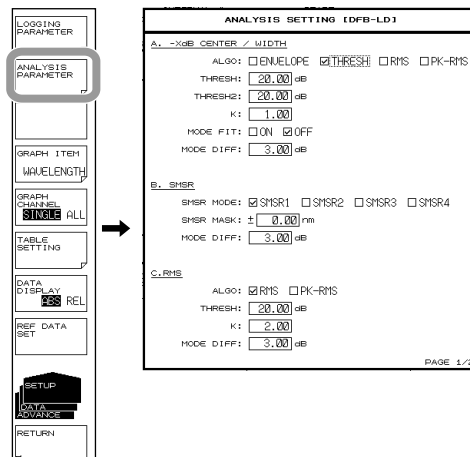 LOGGING
PARAMETER
ANALYSIS
PARAMETER
GRAPH ITEM
WAVELENGTH
GRAPH
CHANNEL
SINGLE ALL
TABLE
SETTING
DATA
DISPLAY
ABS REL
REF DATA
SET
SETUP
DATA
ADVANCE
RETURN
ANALYSIS SETTING [DFB-LD]
A. -XdB CENTER / WIDTH
ALGO: ☐ENVELOPE ☑THRESH ☐RMS ☐PK-RMS
THRESH: 20.00 dB
THRESH2: 20.00 dB
K: 1.00
MODE FIT: ☐ON ☑OFF
MODE DIFF: 3.00 dB
B. SMSR
SMSR MODE: ☑SMSR1 ☐SMSR2 ☐SMSR3 ☐SMSR4
SMSR MASK: ± 0.00 nm
MODE DIFF: 3.00 dB
C.RMS
ALGO: ☑RMS ☐PK-RMS
THRESH: 20.00 dB
K: 2.00
MODE DIFF: 3.00 dB
PAGE 1/2